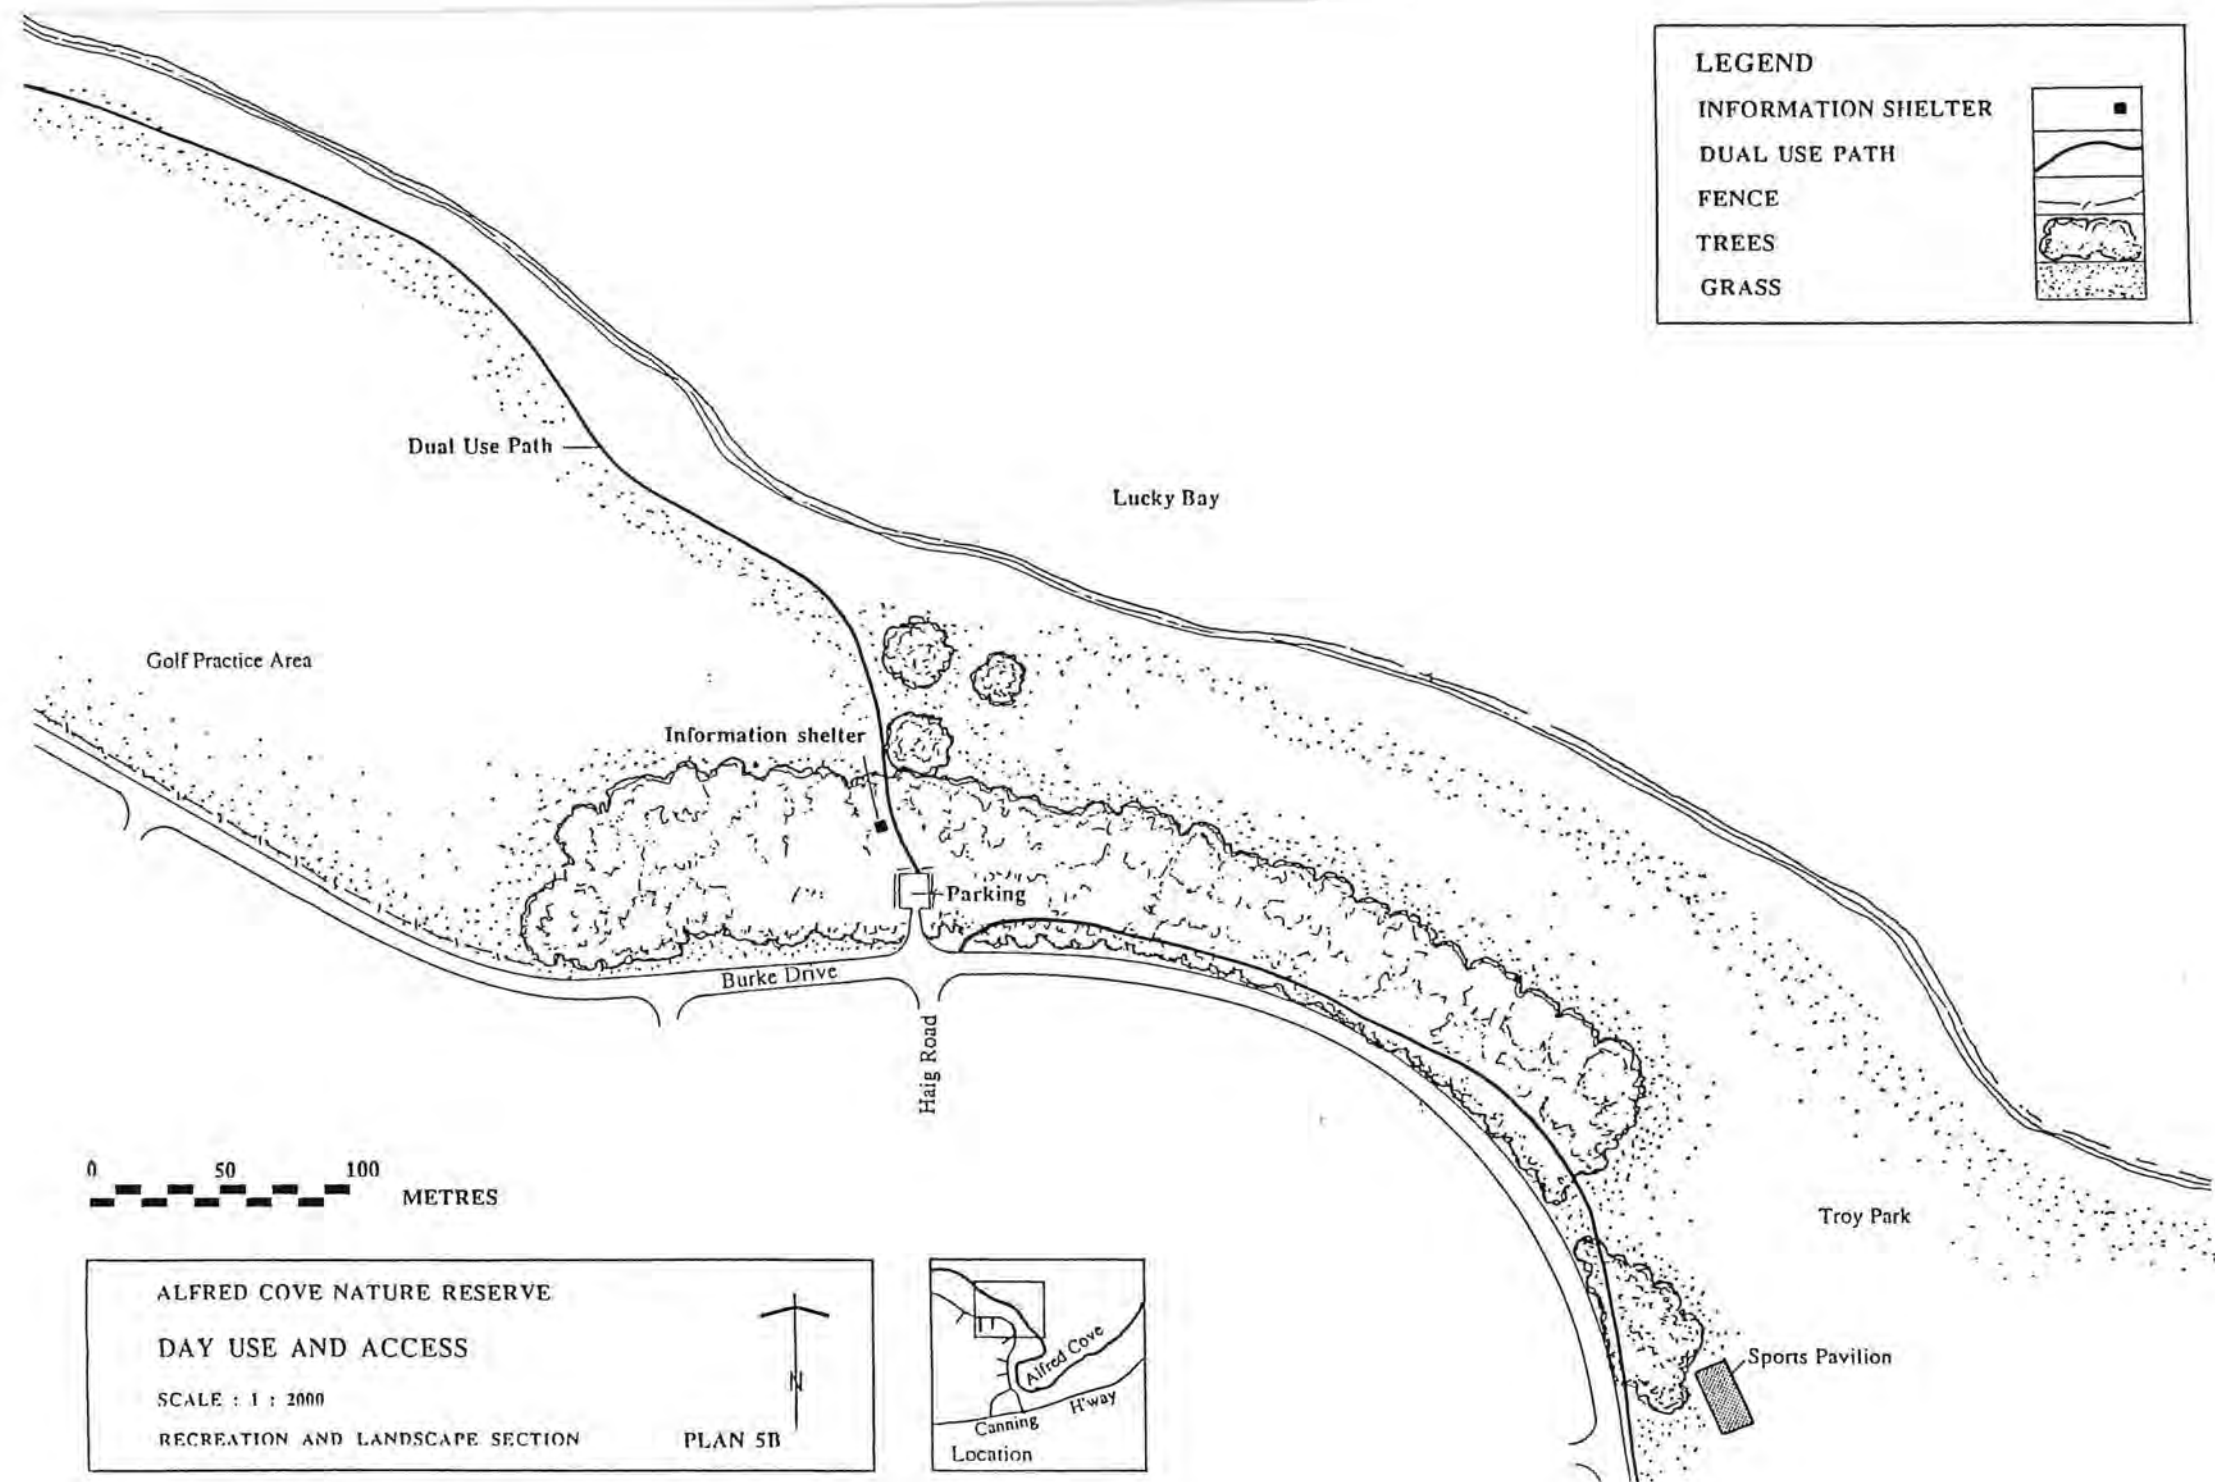 LEGEND
INFORMATION SHELTER
DUAL USE PATH
FENCE
TREES
GRASS
Dual Use Path
Lucky Bay
Golf Practice Area
Information shelter
Parking
Burke Drive
Haig Road
0 50 100
METRES
Troy Park
Sports Pavilion
ALFRED COVE NATURE RESERVE
DAY USE AND ACCESS
SCALE : 1 : 2000
RECREATION AND LANDSCAPE SECTION
PLAN 5B
N
Alfred Cove
Canning H'way
Location